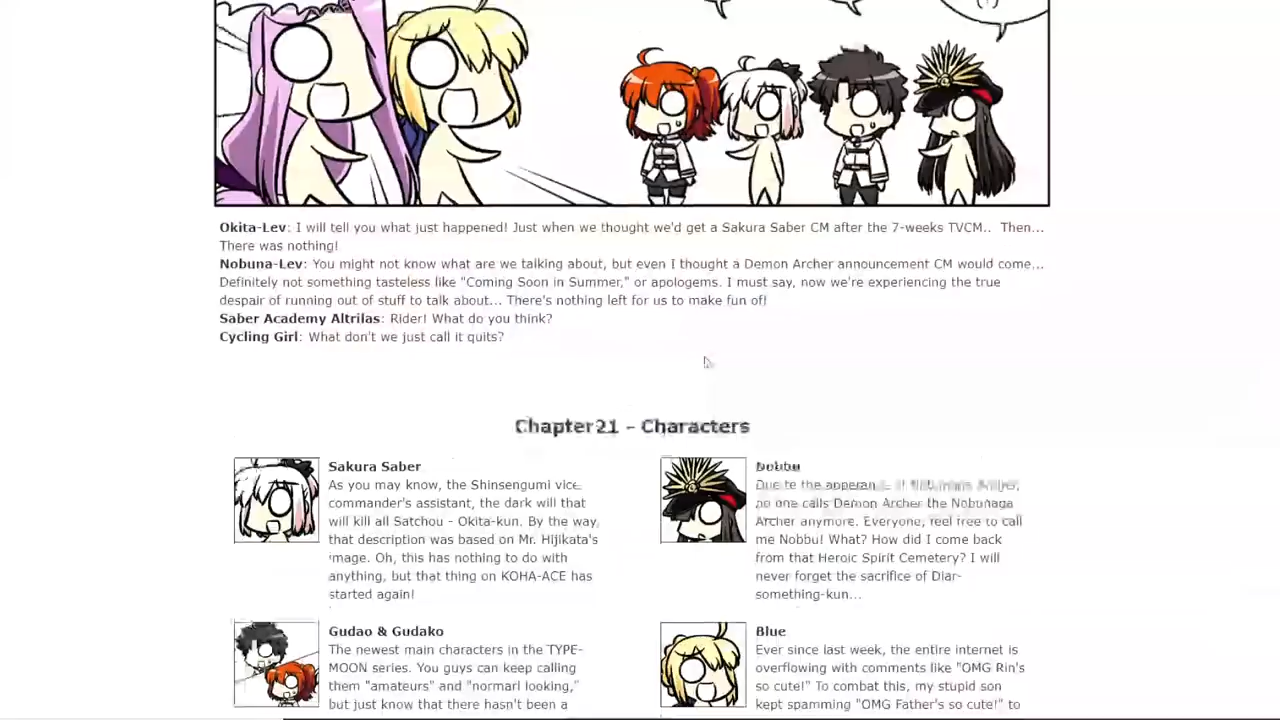 Okita-Lev: I will tell you what just happened! Just when we thought we'd get a Sakura Saber CM after the 7-weeks TVCM.. Then...
There was nothing!
Nobuna-Lev: You might not know what are we talking about, but even I thought a Demon Archer announcement CM would come...
Definitely not something tasteless like "Coming Soon in Summer," or apologems. I must say, now we're experiencing the true
despair of running out of stuff to talk about... There's nothing left for us to make fun of!
Saber Academy Altrilas: Rider! What do you think?
Cycling Girl: What don't we just call it quits?
Chapter21 - Characters
Sakura Saber
As you may know, the Shinsengumi vice
commander's assistant, the dark will that
will kill all Satchou - Okita-kun. By the way,
that description was based on Mr. Hijikata's
image. Oh, this has nothing to do with
anything, but that thing on KOHA-ACE has
started again!
Nobbu
Due to the
no one calls Demon Archer the Nobunaga
Archer anymore. Everyone, feel free to call
me Nobbu! What? How did I come back
from that Heroic Spirit Cemetery? I will
never forget the sacrifice of Diar-
something-kun...
Gudao & Gudako
The newest main characters in the TYPE-
MOON series. You guys can keep calling
them "amateurs" and "normarl looking,"
but just know that there hasn't been a
Blue
Ever since last week, the entire internet is
overflowing with comments like "OMG Rin's
so cute!" To combat this, my stupid son
kept spamming "OMG Father's so cute!" to